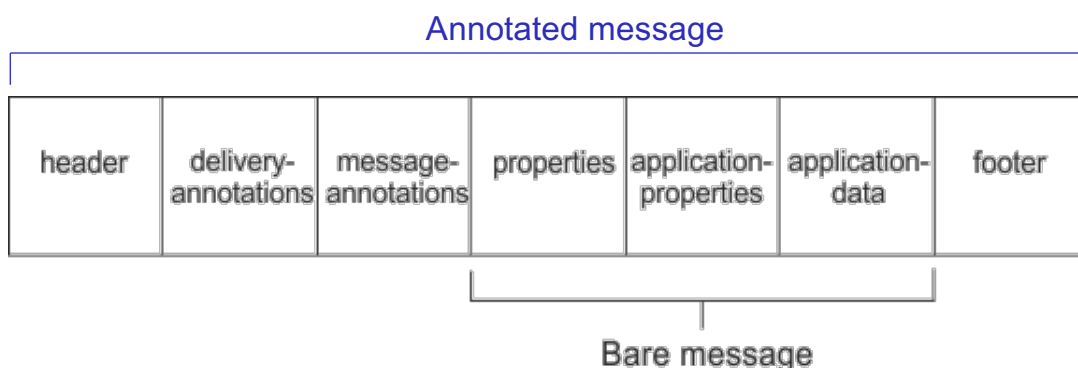 Annotated message
header
delivery-
annotations
message-
annotations
properties
application-
properties
application-
data
footer
Bare message